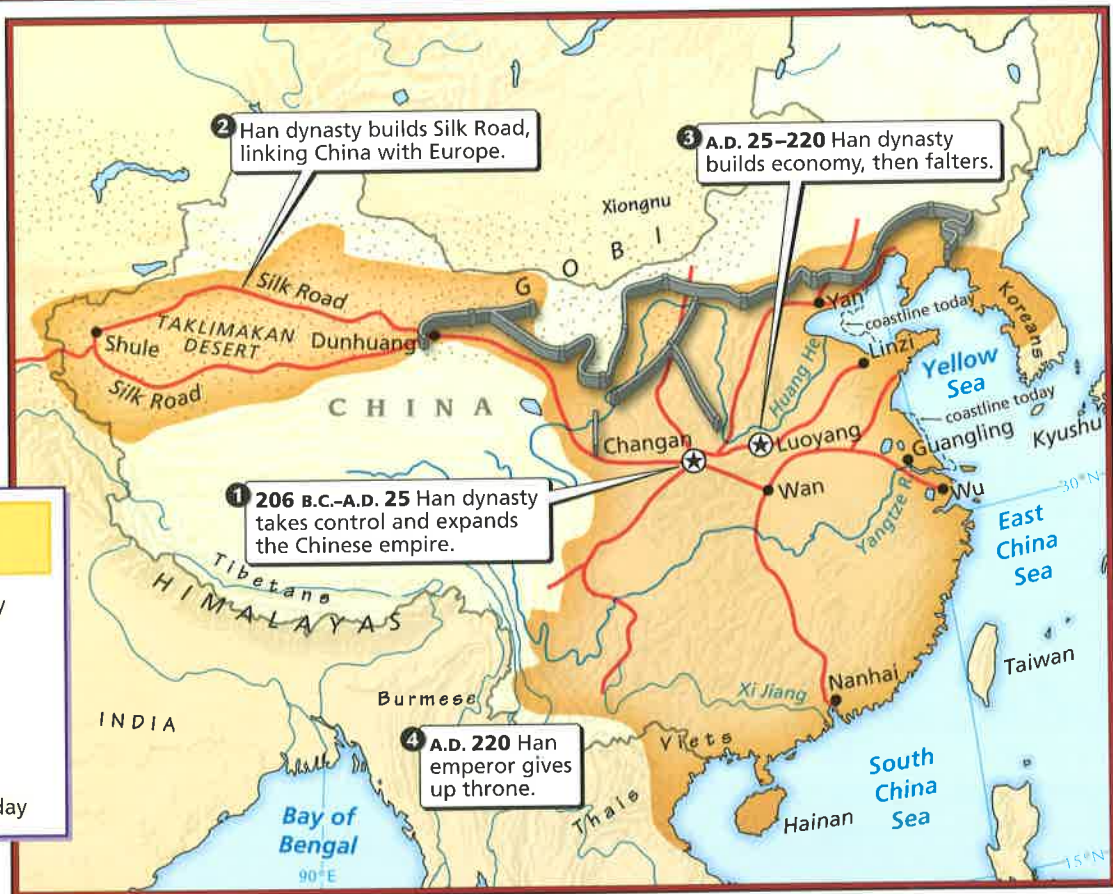 2 Han dynasty builds Silk Road,
linking China with Europe.
3 A.D. 25–220 Han dynasty
builds economy, then falters.
Xiongnu
GOBI
Silk Road
TAKLIMAKAN
DESERT
Shule
Dunhuang
Silk Road
Yan
coastline today
Koreans
Linzi
Huang He
Yellow
Sea
coastline today
CHINA
Changan
Luoyang
Guangling
Kyushu
1 206 B.C.–A.D. 25 Han dynasty
takes control and expands
the Chinese empire.
Wan
Wu
30°N
Yangtze R.
East
China
Sea
Tibetans
HIMALAYAS
Taiwan
Nanhai
Xi Jiang
Burmese
INDIA
4 A.D. 220 Han
emperor gives
up throne.
Viets
South
China
Sea
Thais
Hainan
Bay of
Bengal
90°E
15°N